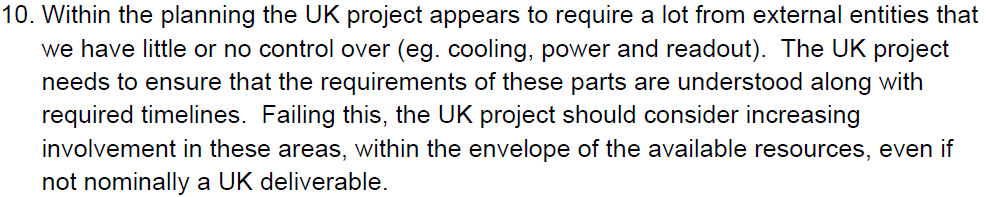 10. Within the planning the UK project appears to require a lot from external entities that
we have little or no control over (eg. cooling, power and readout).  The UK project
needs to ensure that the requirements of these parts are understood along with
required timelines.  Failing this, the UK project should consider increasing
involvement in these areas, within the envelope of the available resources, even if
not nominally a UK deliverable.